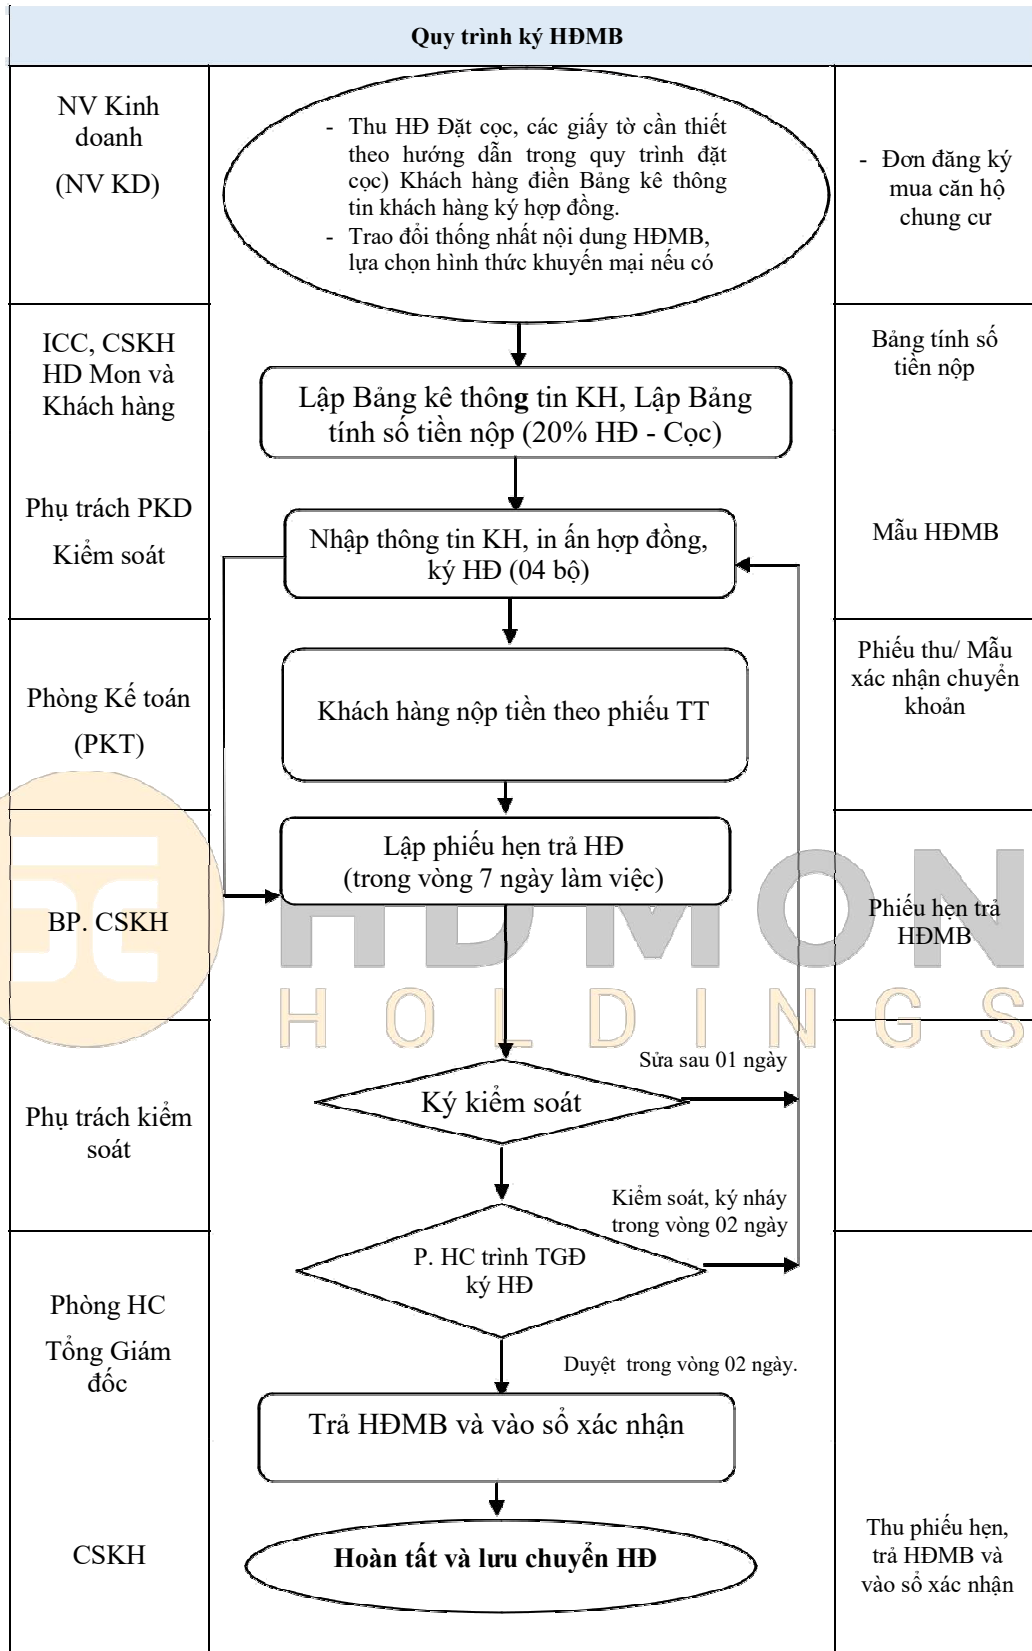 Quy trình ký HĐMB
NV Kinh
doanh
(NV KD)
- Thu HĐ Đặt cọc, các giấy tờ cần thiết
theo hướng dẫn trong quy trình đặt
cọc) Khách hàng điền Bảng kê thông
tin khách hàng ký hợp đồng.
- Trao đổi thống nhất nội dung HĐMB,
lựa chọn hình thức khuyến mại nếu có
- Đơn đăng ký
mua căn hộ
chung cư
ICC, CSKH
HD Mon và
Khách hàng
Lập Bảng kê thông tin KH, Lập Bảng
tính số tiền nộp (20% HĐ - Cọc)
Bảng tính số
tiền nộp
Phụ trách PKD
Kiểm soát
Nhập thông tin KH, in ấn hợp đồng,
ký HĐ (04 bộ)
Mẫu HĐMB
Phòng Kế toán
(PKT)
Khách hàng nộp tiền theo phiếu TT
Phiếu thu/ Mẫu
xác nhận chuyển
khoản
BP. CSKH
Lập phiếu hẹn trả HĐ
(trong vòng 7 ngày làm việc)
Phiếu hẹn trả
HĐMB
HDMON
HOLDINGS
Phụ trách kiểm
soát
Sửa sau 01 ngày
Ký kiểm soát
Kiểm soát, ký nháy
trong vòng 02 ngày
P. HC trình TGĐ
ký HĐ
Phòng HC
Tổng Giám
đốc
Duyệt trong vòng 02 ngày.
Trả HĐMB và vào sổ xác nhận
CSKH
Hoàn tất và lưu chuyển HĐ
Thu phiếu hẹn,
trả HĐMB và
vào sổ xác nhận